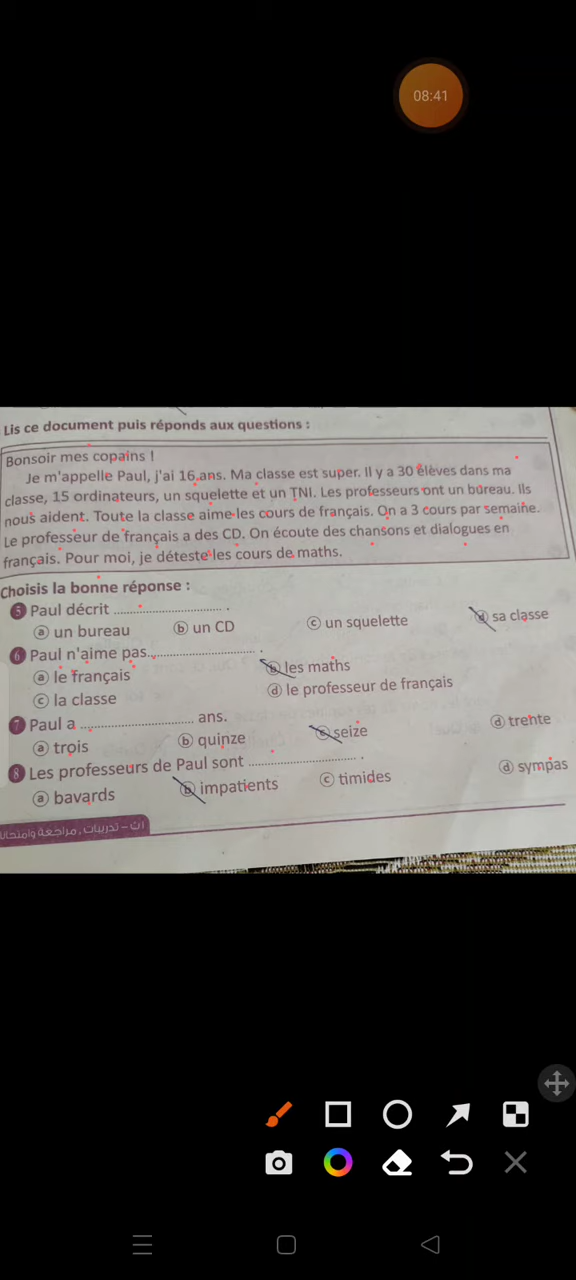 08:41
Lis ce document puis réponds aux questions :
Bonsoir mes copains !
Je m'appelle Paul, j'ai 16 ans. Ma classe est super. Il y a 30 élèves dans ma
classe, 15 ordinateurs, un squelette et un TNI. Les professeurs ont un bureau. Ils
nous aident. Toute la classe aime les cours de français. On a 3 cours par semaine.
Le professeur de français a des CD. On écoute des chansons et dialogues en
français. Pour moi, je déteste les cours de maths.
Choisis la bonne réponse :
5 Paul décrit .............................. .
a un bureau b un CD c un squelette d sa classe
6 Paul n'aime pas.............................. .
a le français b les maths
c la classe d le professeur de français
7 Paul a .............................. ans.
a trois b quinze c seize d trente
8 Les professeurs de Paul sont .............................. .
a bavards b impatients c timides d sympas
تدريبات , مراجعة وامتحانات